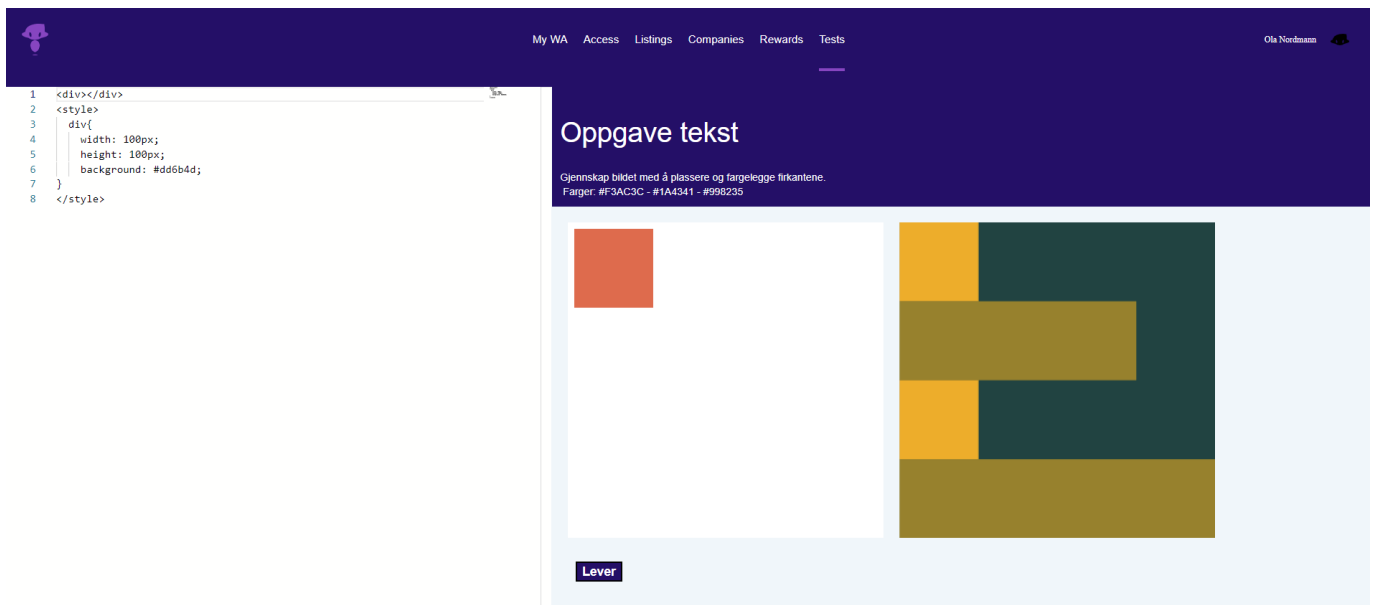 My WA Access Listings Companies Rewards Tests
Ola Nordmann
1 <div></div>
2 <style>
3 div{
4 width: 100px;
5 height: 100px;
6 background: #dd6b4d;
7 }
8 </style>
Oppgave tekst
Gjennskap bildet med å plassere og fargelegge firkantene.
Farger: #F3AC3C - #1A4341 - #998235
Lever